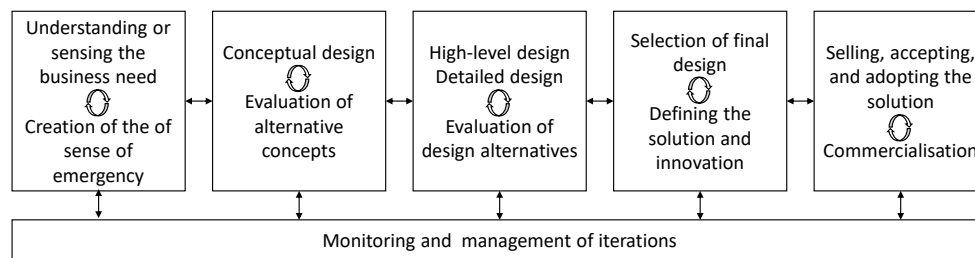 Understanding or
sensing the
business need
Creation of the of
sense of
emergency
Conceptual design
Evaluation of
alternative
concepts
High-level design
Detailed design
Evaluation of
design alternatives
Selection of final
design
Defining the
solution and
innovation
Selling, accepting,
and adopting the
solution
Commercialisation
Monitoring and management of iterations